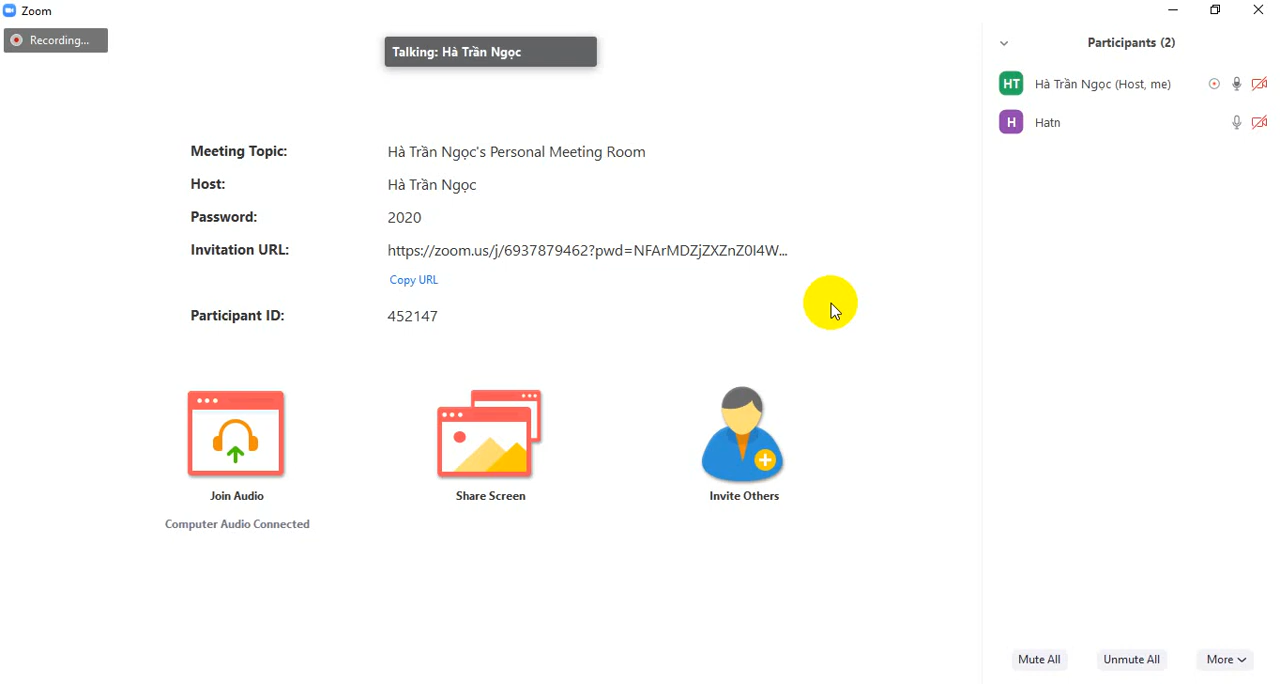 Zoom
Recording...
Talking: Hà Trần Ngọc
Meeting Topic: Hà Trần Ngọc's Personal Meeting Room
Host: Hà Trần Ngọc
Password: 2020
Invitation URL: https://zoom.us/j/6937879462?pwd=NFArMDZjZXZnZ0I4W...
Copy URL
Participant ID: 452147
Join Audio
Computer Audio Connected
Share Screen
Invite Others
Participants (2)
HT Hà Trần Ngọc (Host, me)
H Hatn
Mute All Unmute All More